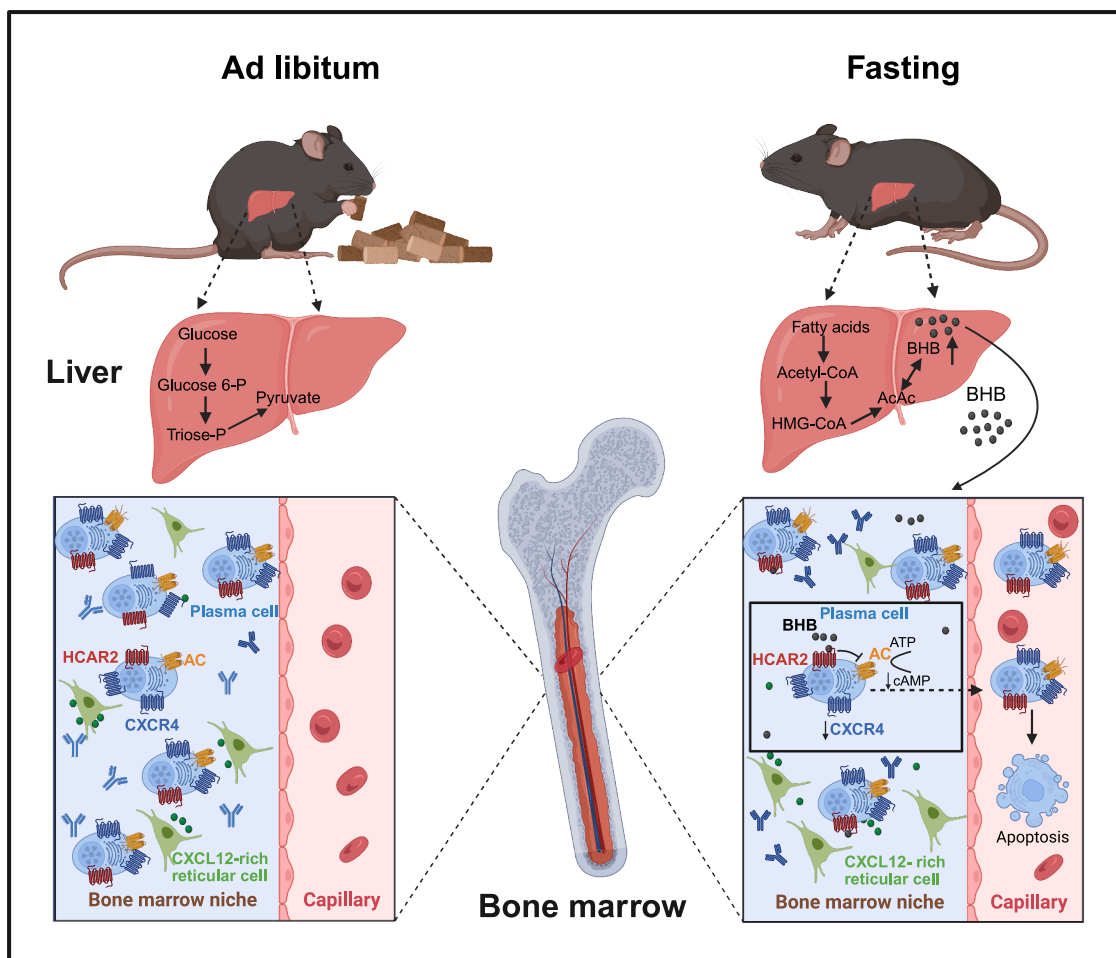 Ad libitum
Fasting
Liver
Glucose
Glucose 6-P
Triose-P
Pyruvate
Fatty acids
Acetyl-CoA
HMG-CoA
AcAc
BHB
BHB
Plasma cell
HCAR2
AC
CXCR4
CXCL12-rich
reticular cell
Bone marrow niche
Capillary
Bone marrow
Plasma cell
BHB
HCAR2
AC
ATP
cAMP
CXCR4
Apoptosis
CXCL12- rich
reticular cell
Bone marrow niche
Capillary